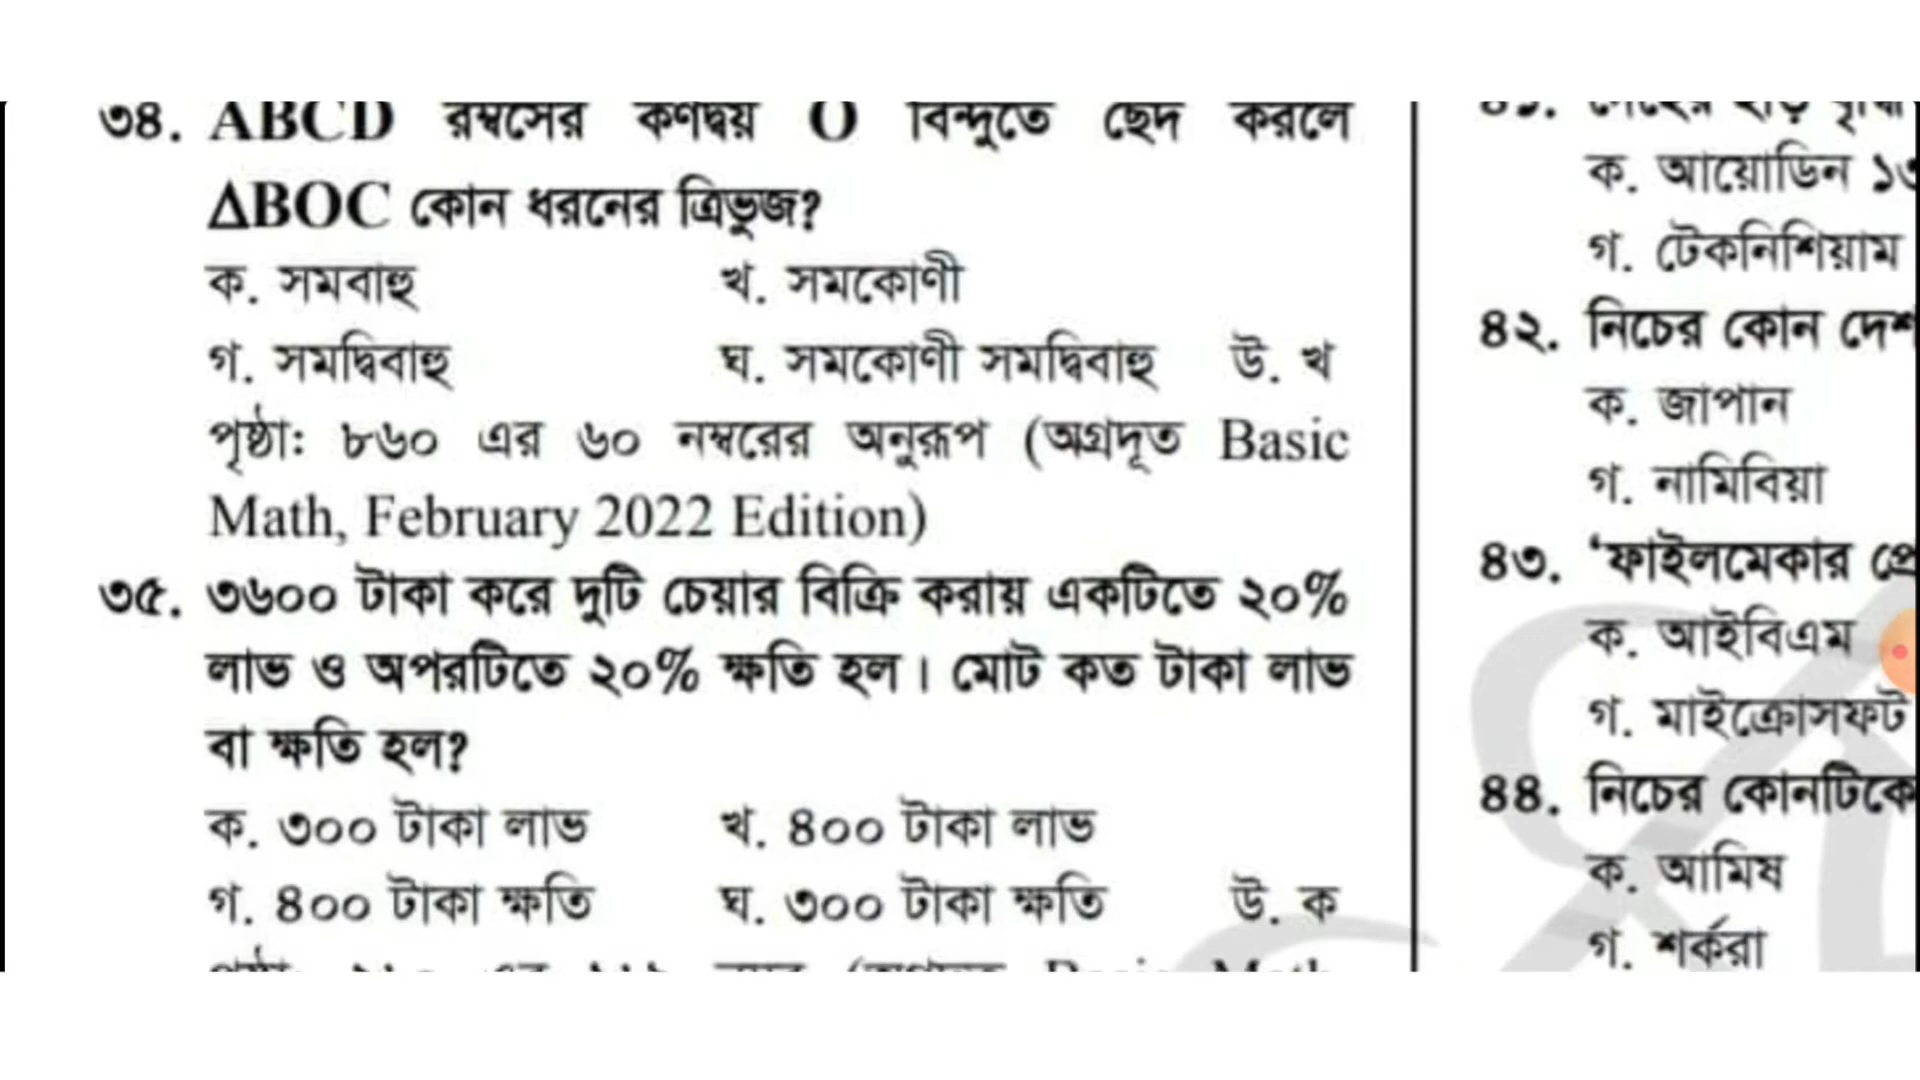 ৩৪. ABCD রম্বসের কর্ণদ্বয় O বিন্দুতে ছেদ করলে
ΔBOC কোন ধরনের ত্রিভুজ?
ক. সমবাহু খ. সমকোণী
গ. সমদ্বিবাহু ঘ. সমকোণী সমদ্বিবাহু উ. খ
পৃষ্ঠাঃ ৮৬০ এর ৬০ নম্বরের অনুরূপ (অগ্রদূত Basic
Math, February 2022 Edition)
৩৫. ৩৬০০ টাকা করে দুটি চেয়ার বিক্রি করায় একটিতে ২০%
লাভ ও অপরটিতে ২০% ক্ষতি হল। মোট কত টাকা লাভ
বা ক্ষতি হল?
ক. ৩০০ টাকা লাভ খ. ৪০০ টাকা লাভ
গ. ৪০০ টাকা ক্ষতি ঘ. ৩০০ টাকা ক্ষতি উ. ক
ক. আয়োডিন
গ. টেকনিশিয়াম
৪২. নিচের কোন দেশ
ক. জাপান
গ. নামিবিয়া
৪৩. ‘ফাইলমেকার প্রে
ক. আইবিএম
গ. মাইক্রোসফট
৪৪. নিচের কোনটিকে
ক. আমিষ
গ. শর্করা